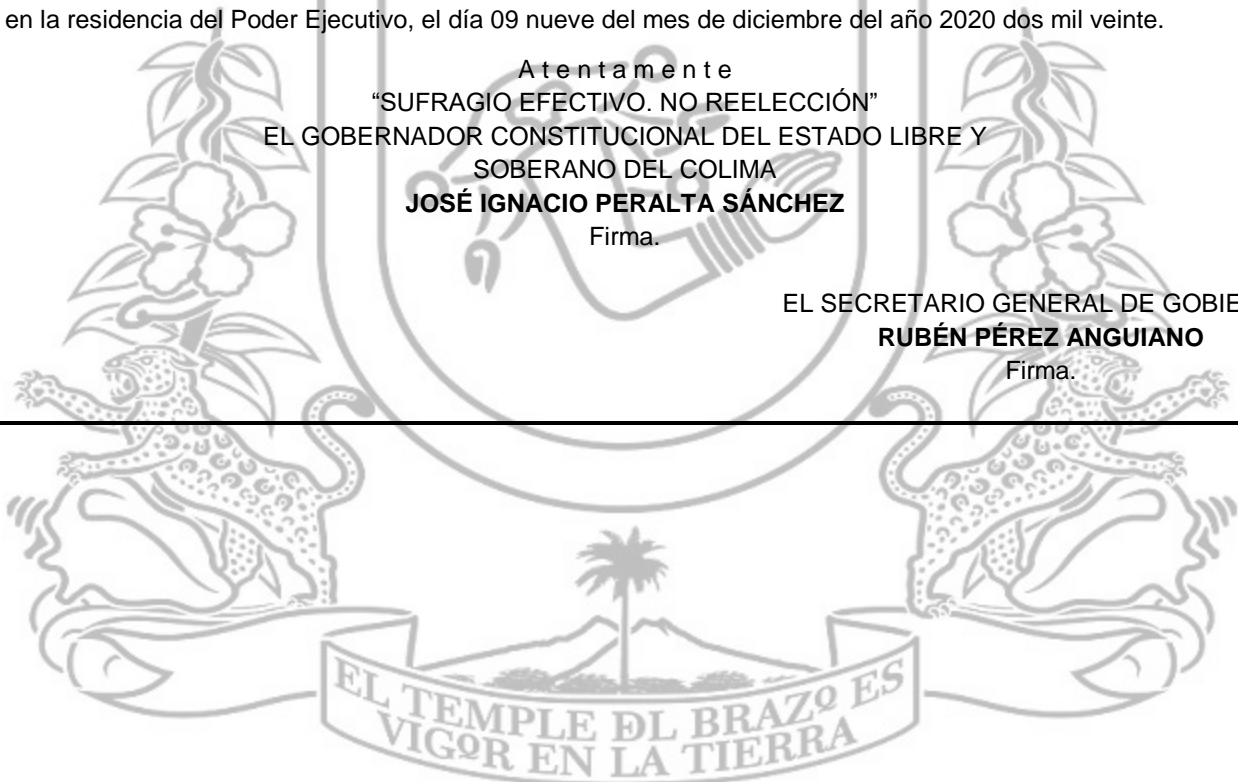 en la residencia del Poder Ejecutivo, el día 09 nueve del mes de diciembre del año 2020 dos mil veinte.
A t e n t a m e n t e
“SUFRAGIO EFECTIVO. NO REELECCIÓN”
EL GOBERNADOR CONSTITUCIONAL DEL ESTADO LIBRE Y
SOBERANO DEL COLIMA
JOSÉ IGNACIO PERALTA SÁNCHEZ
Firma.
EL SECRETARIO GENERAL DE GOBIE
RUBÉN PÉREZ ANGUIANO
Firma.
EL TEMPLE DL BRAZO ES
VIGOR EN LA TIERRA